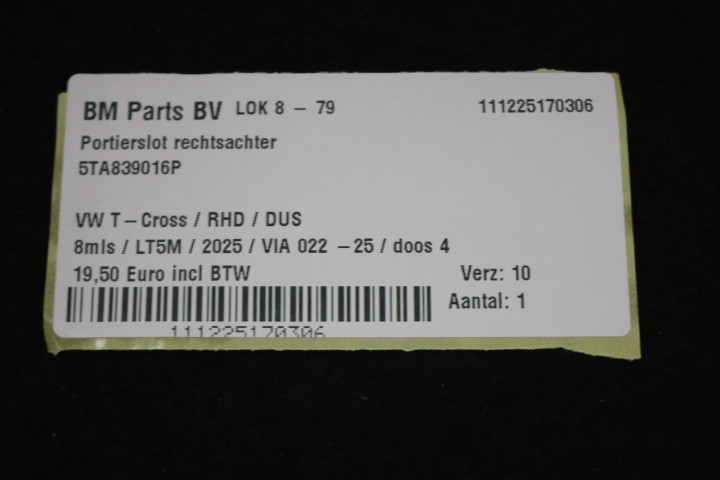 BM Parts BV LOK 8 - 79 111225170306
Portierslot rechtsachter
5TA839016P
VW T-Cross / RHD / DUS
8mls / LT5M / 2025 / VIA 022 -25 / doos 4
19,50 Euro incl BTW Verz: 10
Aantal: 1
111225170306